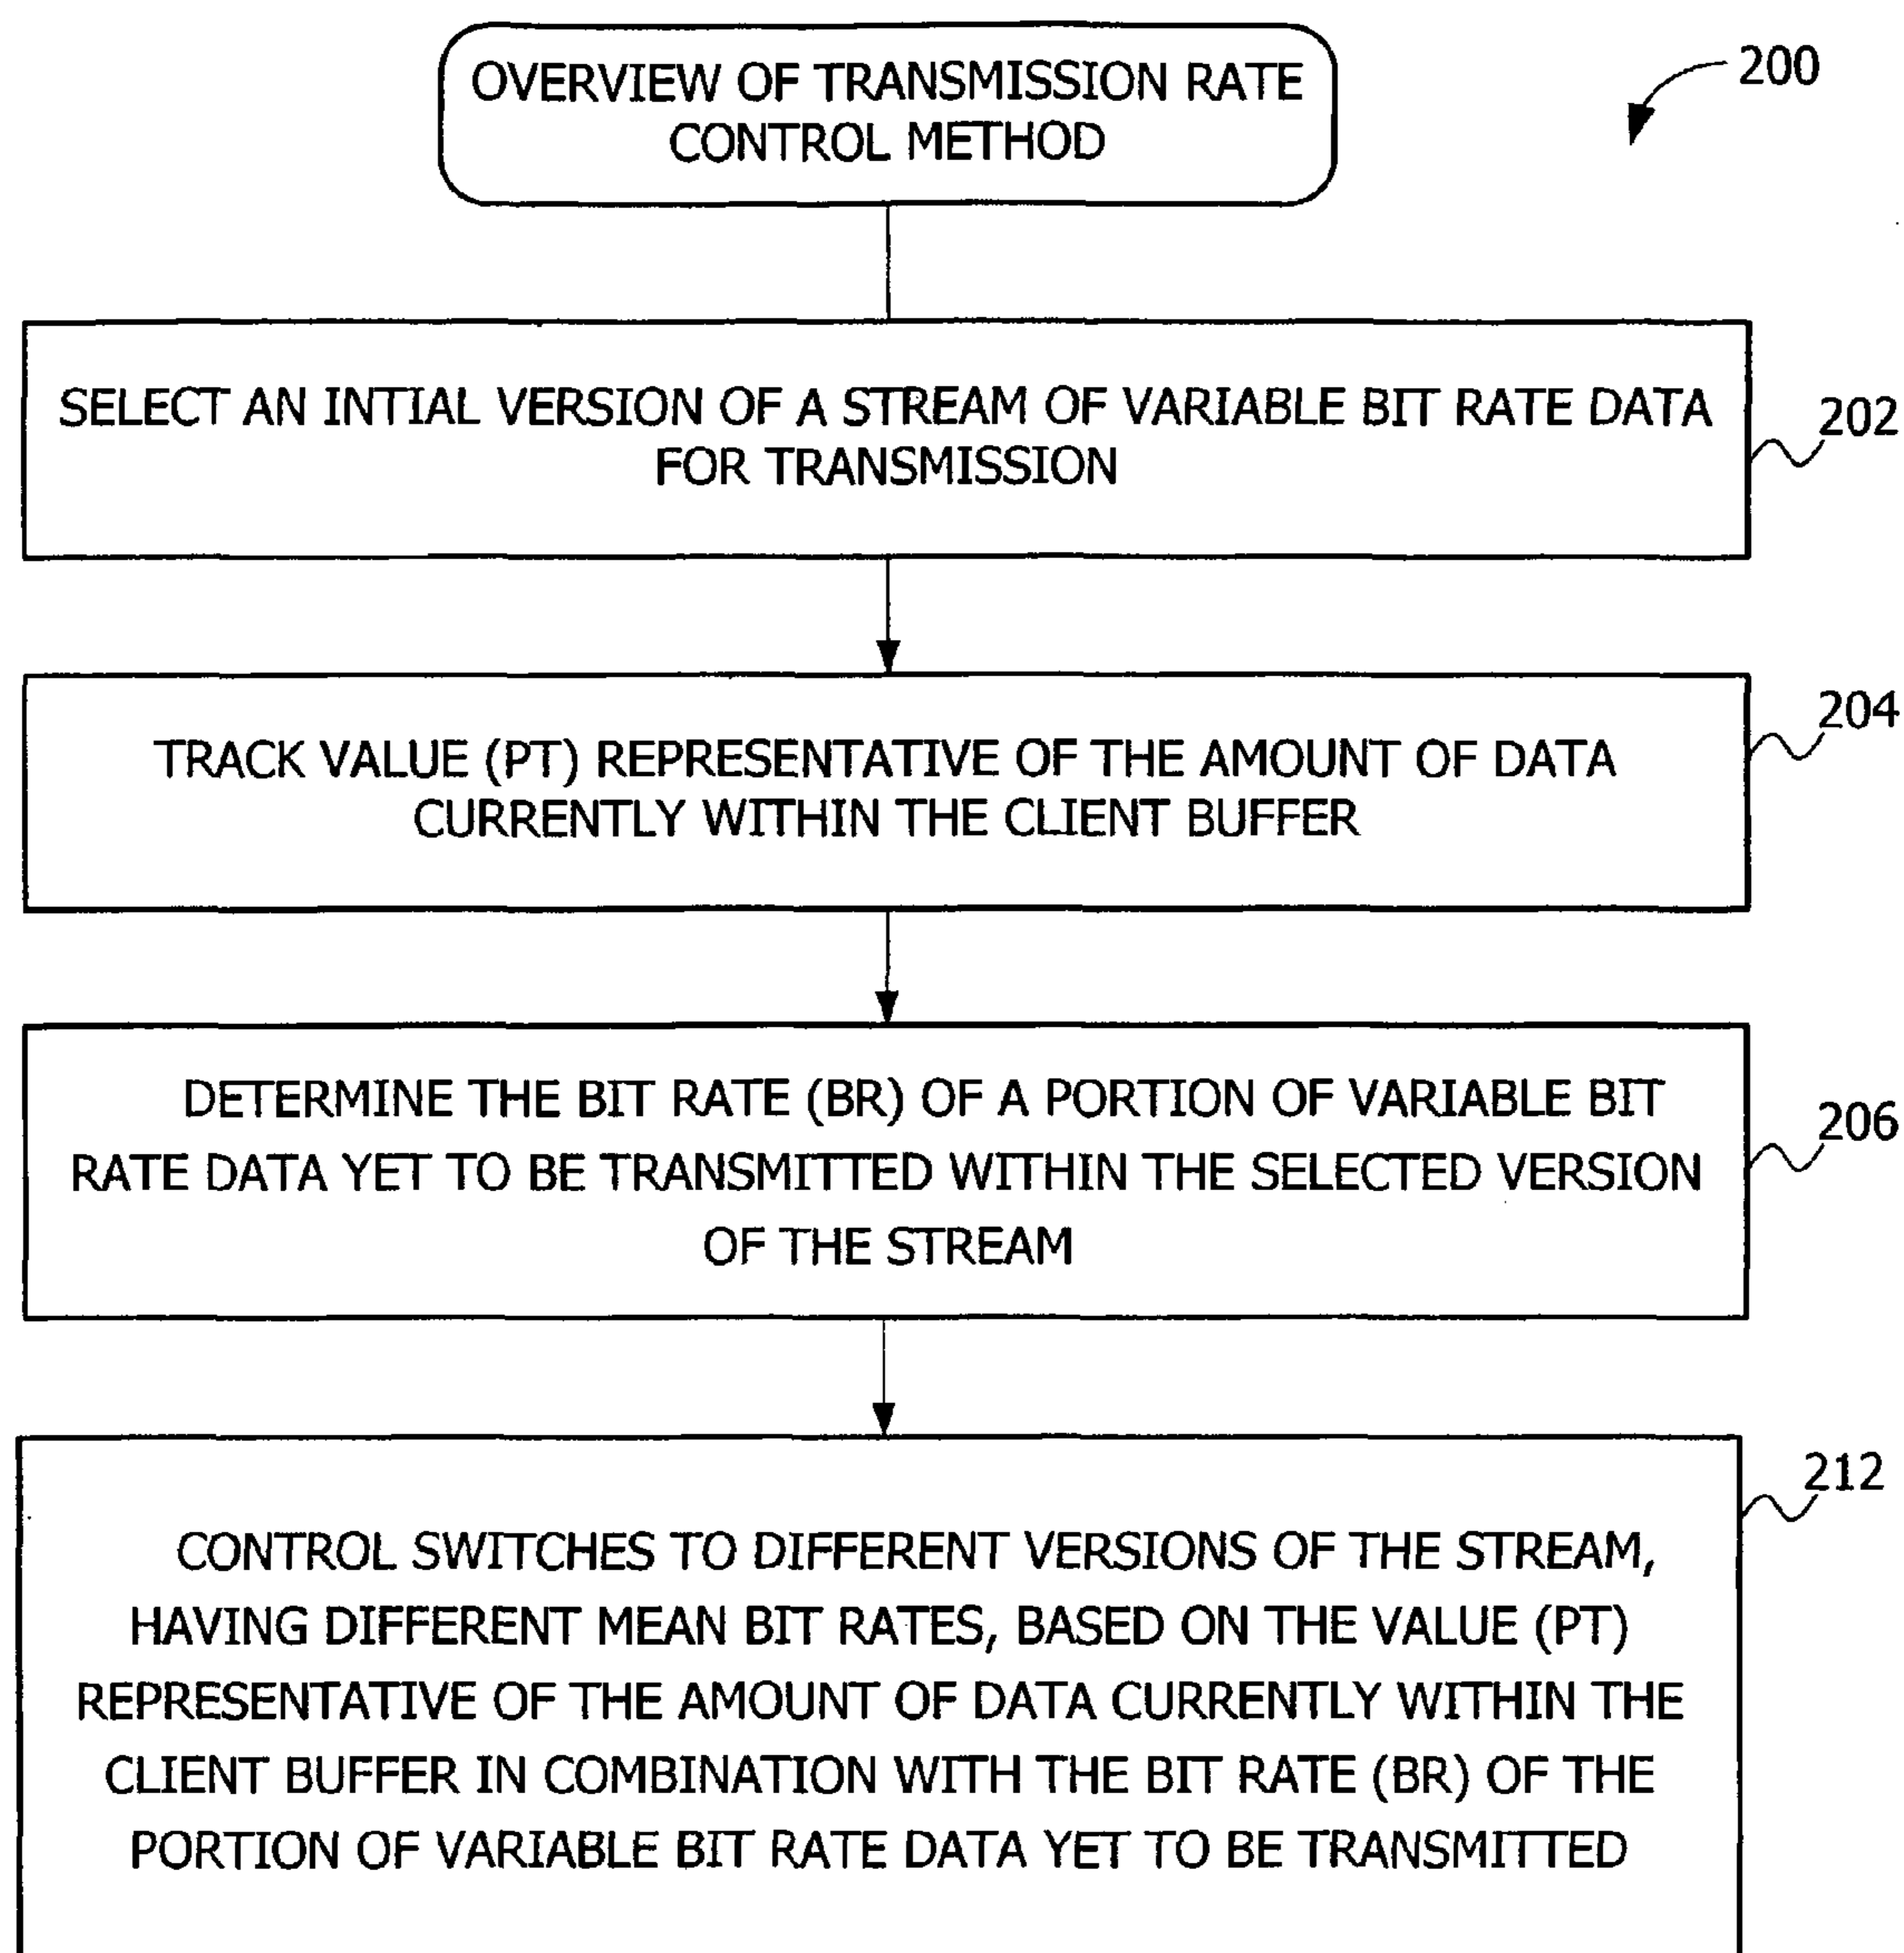 OVERVIEW OF TRANSMISSION RATE
CONTROL METHOD
200
SELECT AN INTIAL VERSION OF A STREAM OF VARIABLE BIT RATE DATA
FOR TRANSMISSION
202
TRACK VALUE (PT) REPRESENTATIVE OF THE AMOUNT OF DATA
CURRENTLY WITHIN THE CLIENT BUFFER
204
DETERMINE THE BIT RATE (BR) OF A PORTION OF VARIABLE BIT
RATE DATA YET TO BE TRANSMITTED WITHIN THE SELECTED VERSION
OF THE STREAM
206
CONTROL SWITCHES TO DIFFERENT VERSIONS OF THE STREAM,
HAVING DIFFERENT MEAN BIT RATES, BASED ON THE VALUE (PT)
REPRESENTATIVE OF THE AMOUNT OF DATA CURRENTLY WITHIN THE
CLIENT BUFFER IN COMBINATION WITH THE BIT RATE (BR) OF THE
PORTION OF VARIABLE BIT RATE DATA YET TO BE TRANSMITTED
212